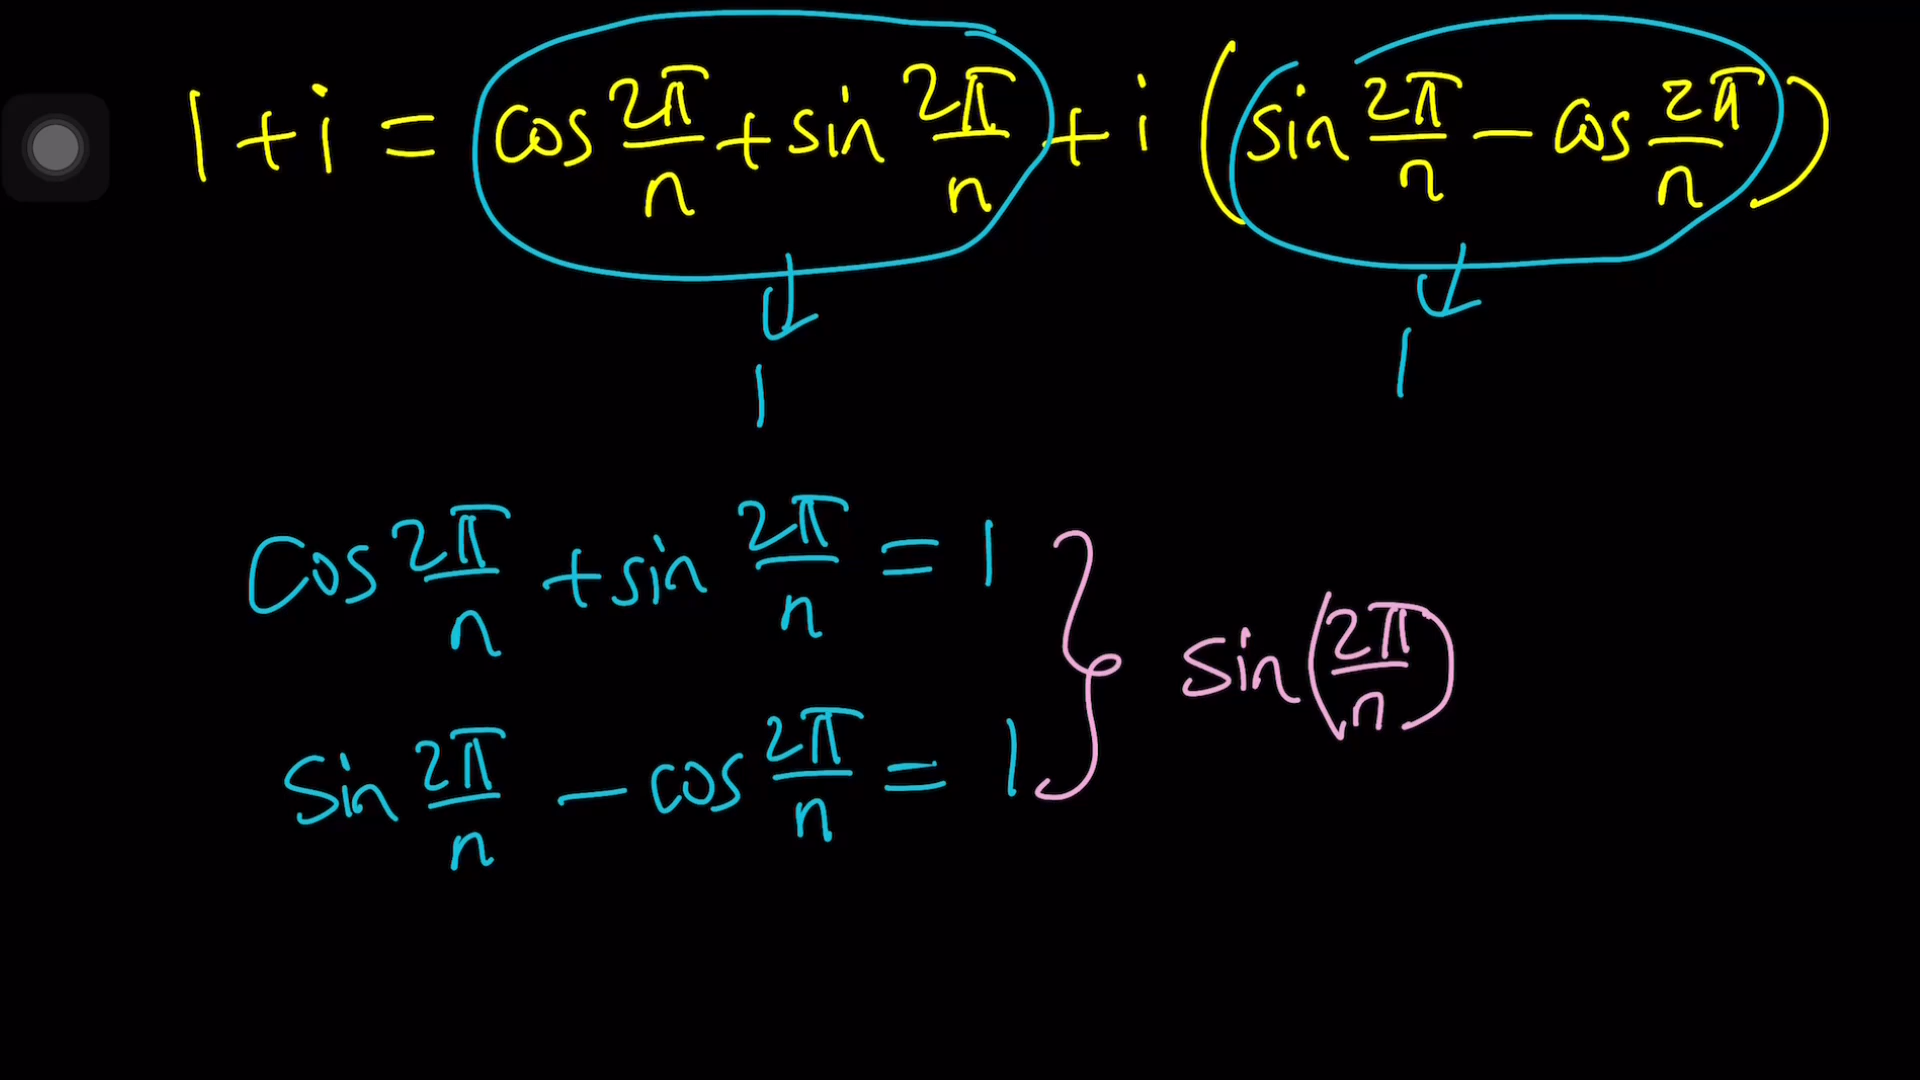 1 + i = cos 2π/n + sin 2π/n + i (sin 2π/n − cos 2π/n)
1 1
Cos 2π/n + sin 2π/n = 1
sin (2π/n)
Sin 2π/n − cos 2π/n = 1